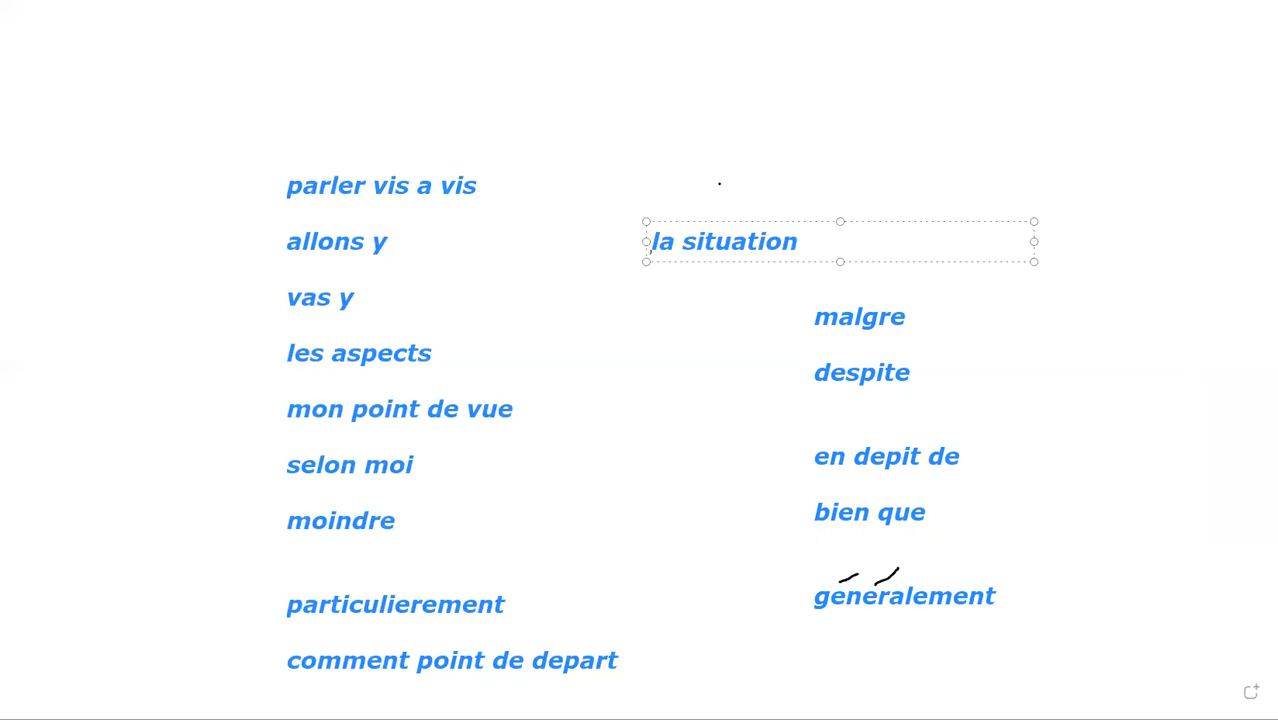 parler vis a vis
allons y
vas y
les aspects
mon point de vue
selon moi
moindre
particulierement
comment point de depart
la situation
malgre
despite
en depit de
bien que
généralement